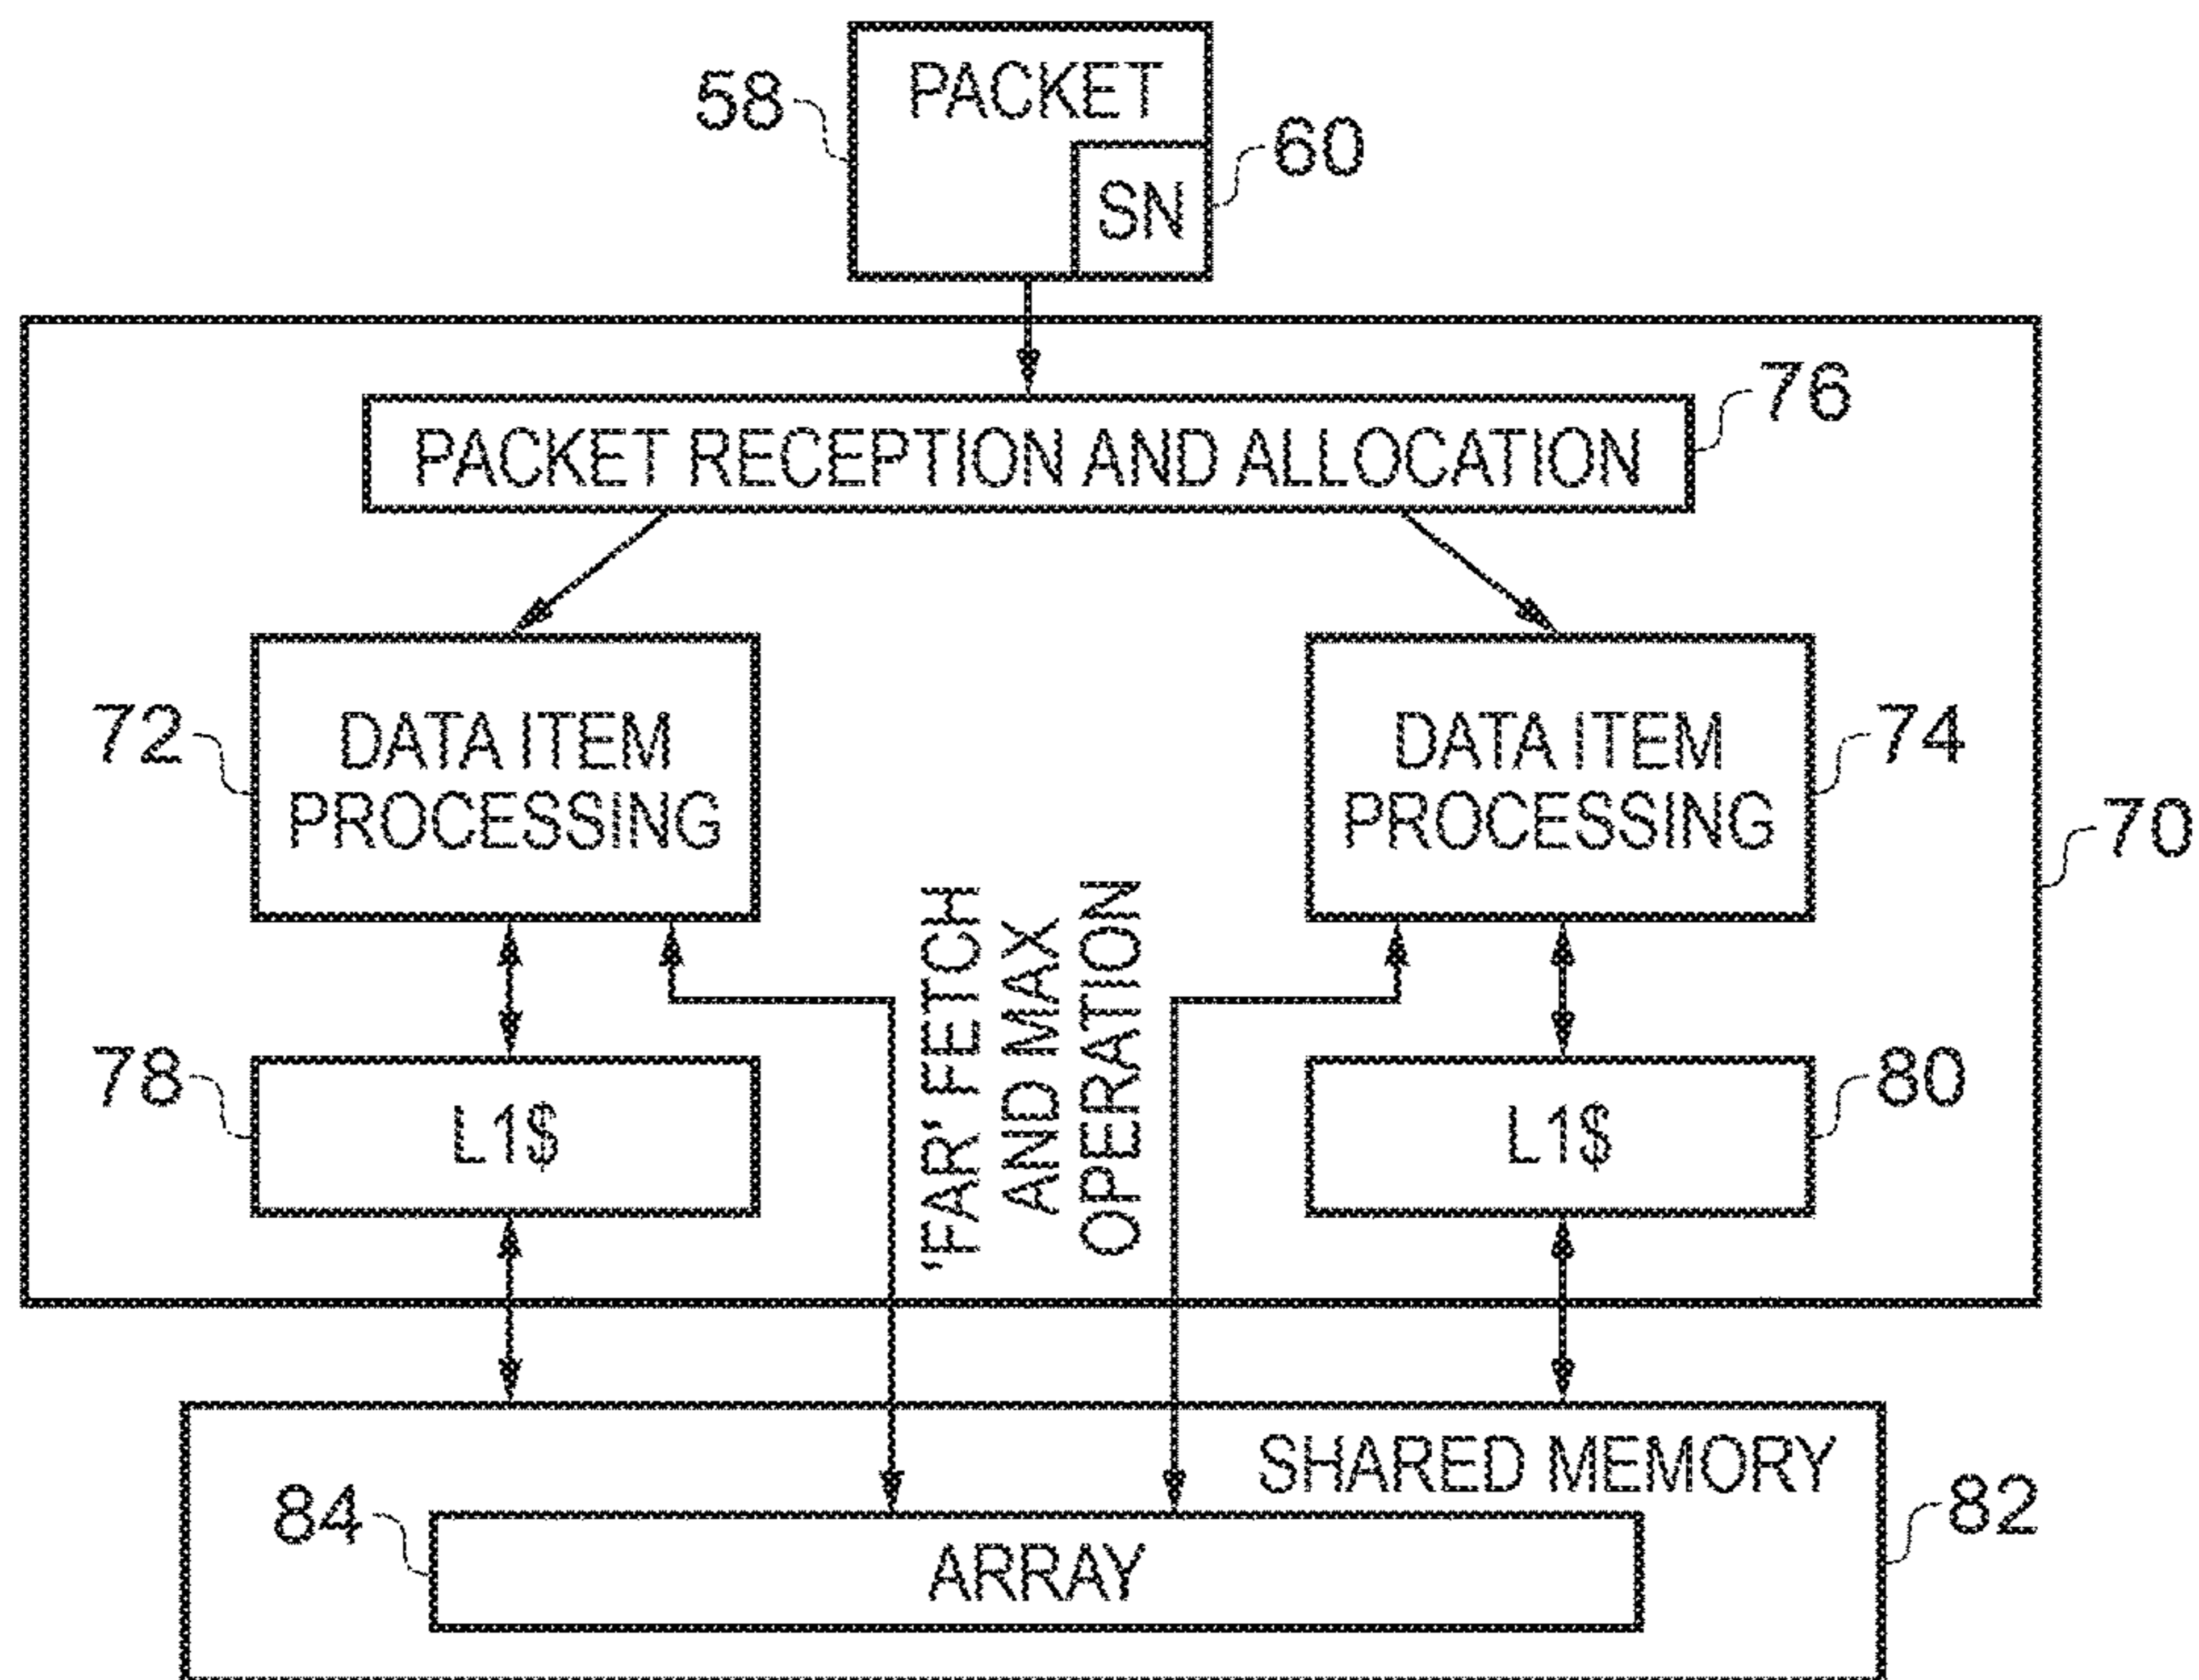 PACKET
58
60
SN
76
PACKET RECEPTION AND ALLOCATION
72
DATA ITEM
PROCESSING
DATA ITEM
PROCESSING
74
70
'FAR' FETCH
AND MAX
OPERATION
78
L1$
L1$
80
SHARED MEMORY
82
84
ARRAY